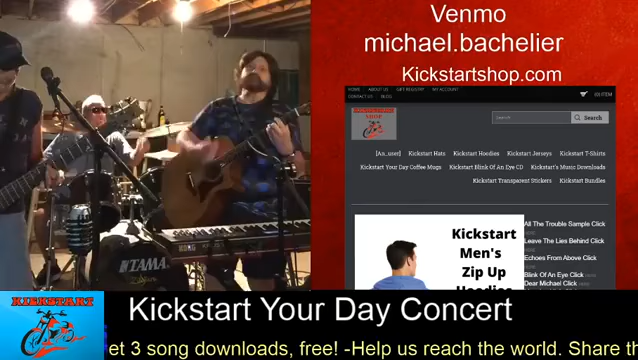 Venmo
michael.bachelier
Kickstartshop.com
HOME ABOUT US GIFT REGISTRY MY ACCOUNT
CONTACT US BLOG
(0) ITEM
Search
Search
[An_user] Kickstart Hats Kickstart Hoodies Kickstart Jerseys Kickstart T-Shirts
Kickstart Your Day Coffee Mugs Kickstart Blink Of An Eye CD Kickstart's Music Downloads
Kickstart Transparent Stickers Kickstart Bundles
Kickstart
Men's
Zip Up
Hoodies
All The Trouble Sample Click
Leave The Lies Behind Click
Echoes From Above Click
Blink Of An Eye Click
Dear Michael Click
TAMA
KICKSTART
Kickstart Your Day Concert
et 3 song downloads, free! -Help us reach the world. Share th